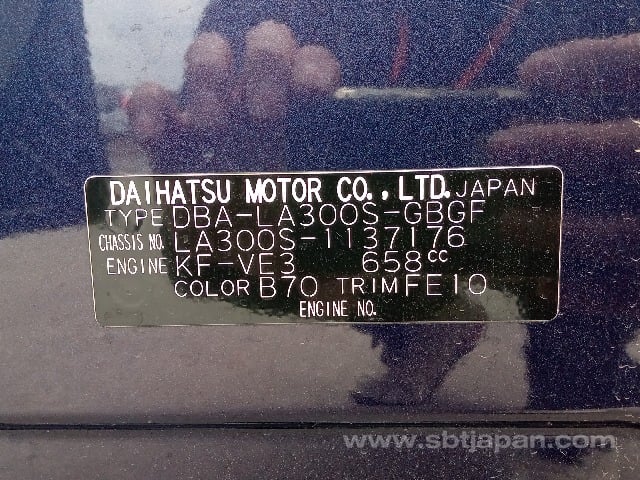 DAIHATSU MOTOR CO., LTD. JAPAN
TYPE DBA-LA300S-GBGF
CHASSIS NO. LA300S-1137176
ENGINE KF-VE3 658cc
COLOR B70 TRIM FE10
ENGINE NO.
www.sbtjapan.com